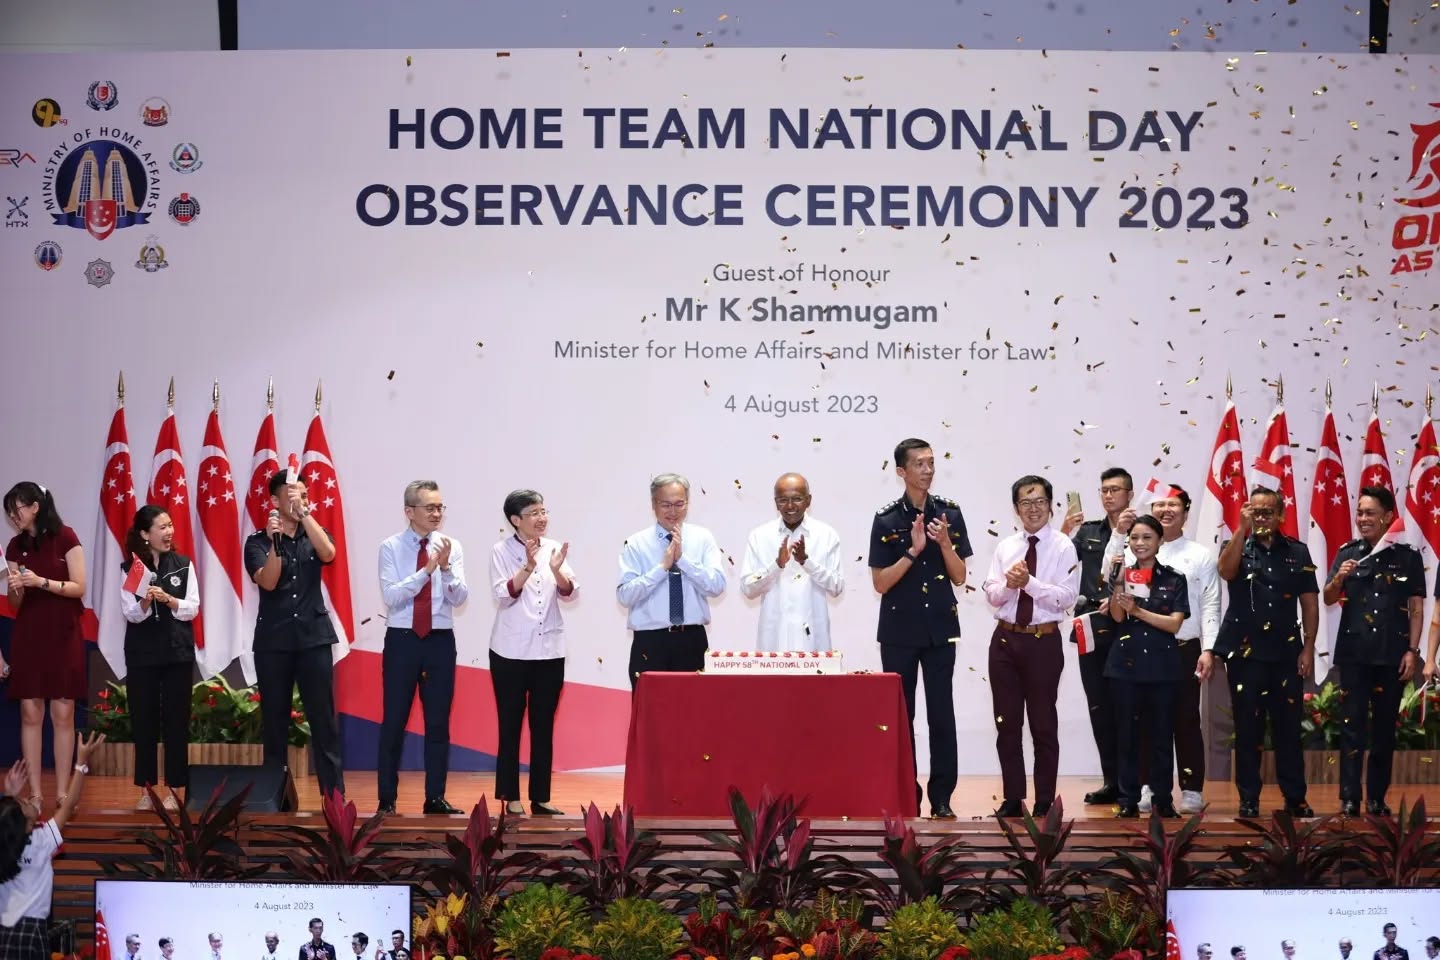 HOME TEAM NATIONAL DAY
OBSERVANCE CEREMONY 2023
Guest of Honour
Mr K Shanmugam
Minister for Home Affairs and Minister for Law
4 August 2023
MINISTRY OF HOME AFFAIRS
HTX
AS
HAPPY 58TH NATIONAL DAY
Minister for Home Affairs and Minister for Law
4 August 2023
4 August 2023